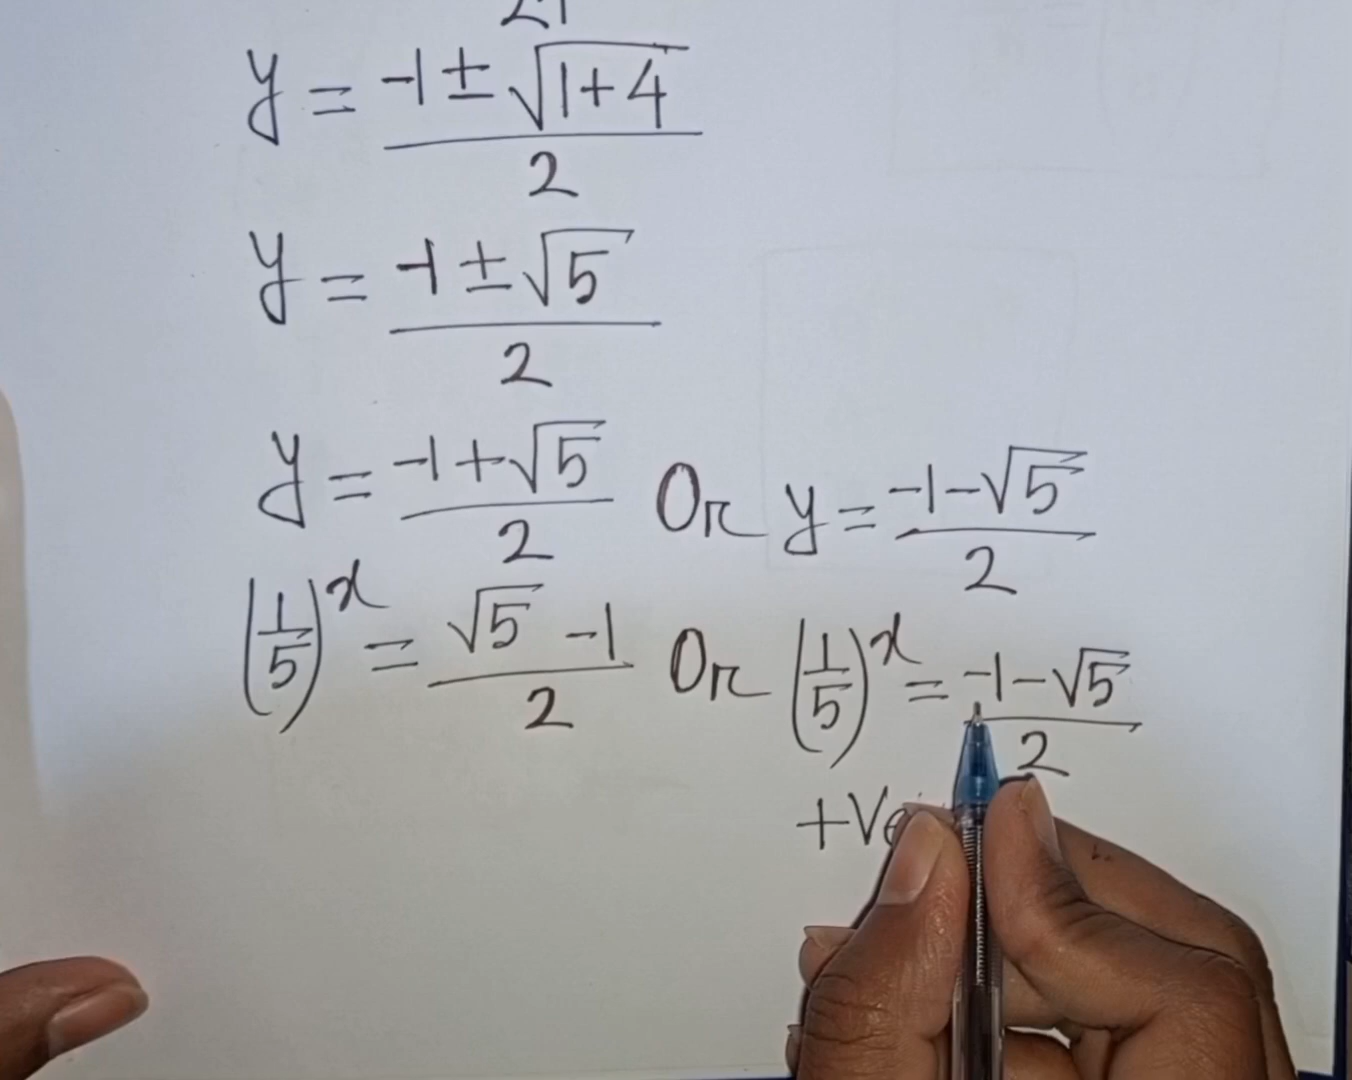 y = (-1 ± √(1+4))/2
y = (-1 ± √5)/2
y = (-1+√5)/2 Or y = (-1-√5)/2
(1/5)^x = (√5 -1)/2 Or (1/5)^x = (-1-√5)/2